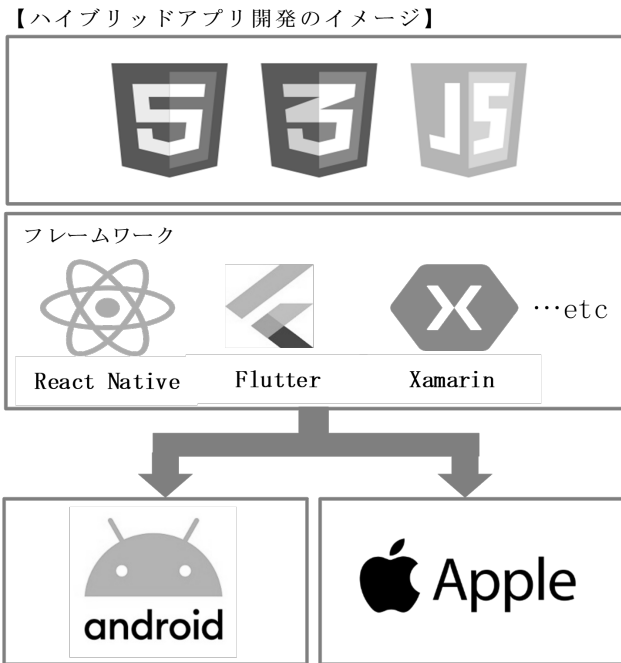 【ハイブリッドアプリ開発のイメージ】
5 3 JS
フレームワーク
…etc
React Native Flutter Xamarin
android Apple